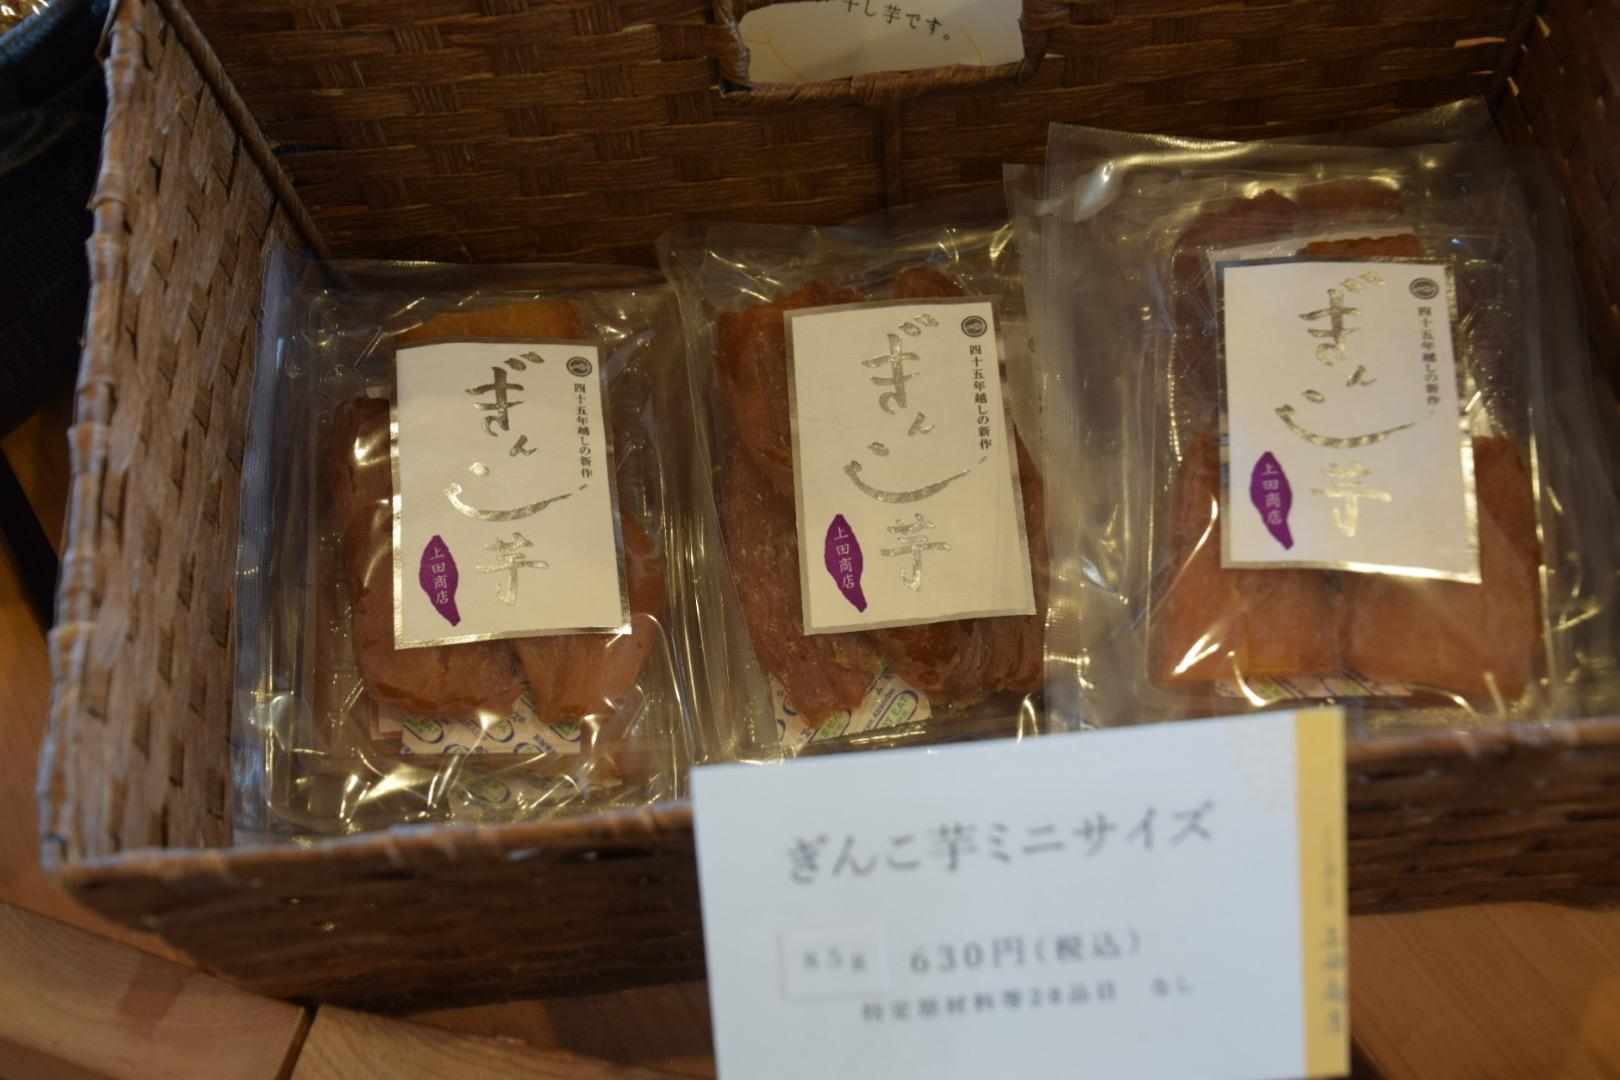 干し芋です。
四十五年越しの新作
ぎんこ芋
上田商店
四十五年越しの新作
ぎんこ芋
上田商店
四十五年越しの新作
ぎんこ芋
上田商店
ぎんこ芋ミニサイズ
85g 630円(税込)
特定原材料等28品目 なし